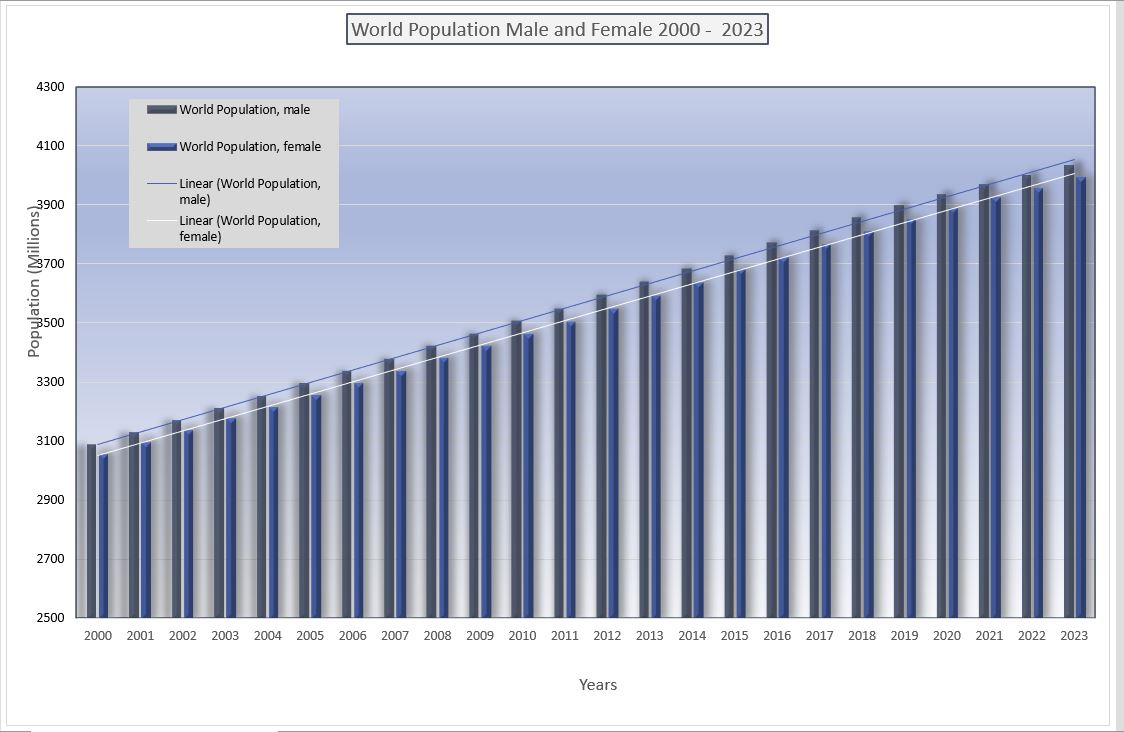 World Population Male and Female 2000 -  2023
4300
4100
3900
3700
3500
3300
3100
2900
2700
2500
Population (Millions)
World Population, male
World Population, female
Linear (World Population,
male)
Linear (World Population,
female)
2000 2001 2002 2003 2004 2005 2006 2007 2008 2009 2010 2011 2012 2013 2014 2015 2016 2017 2018 2019 2020 2021 2022 2023
Years